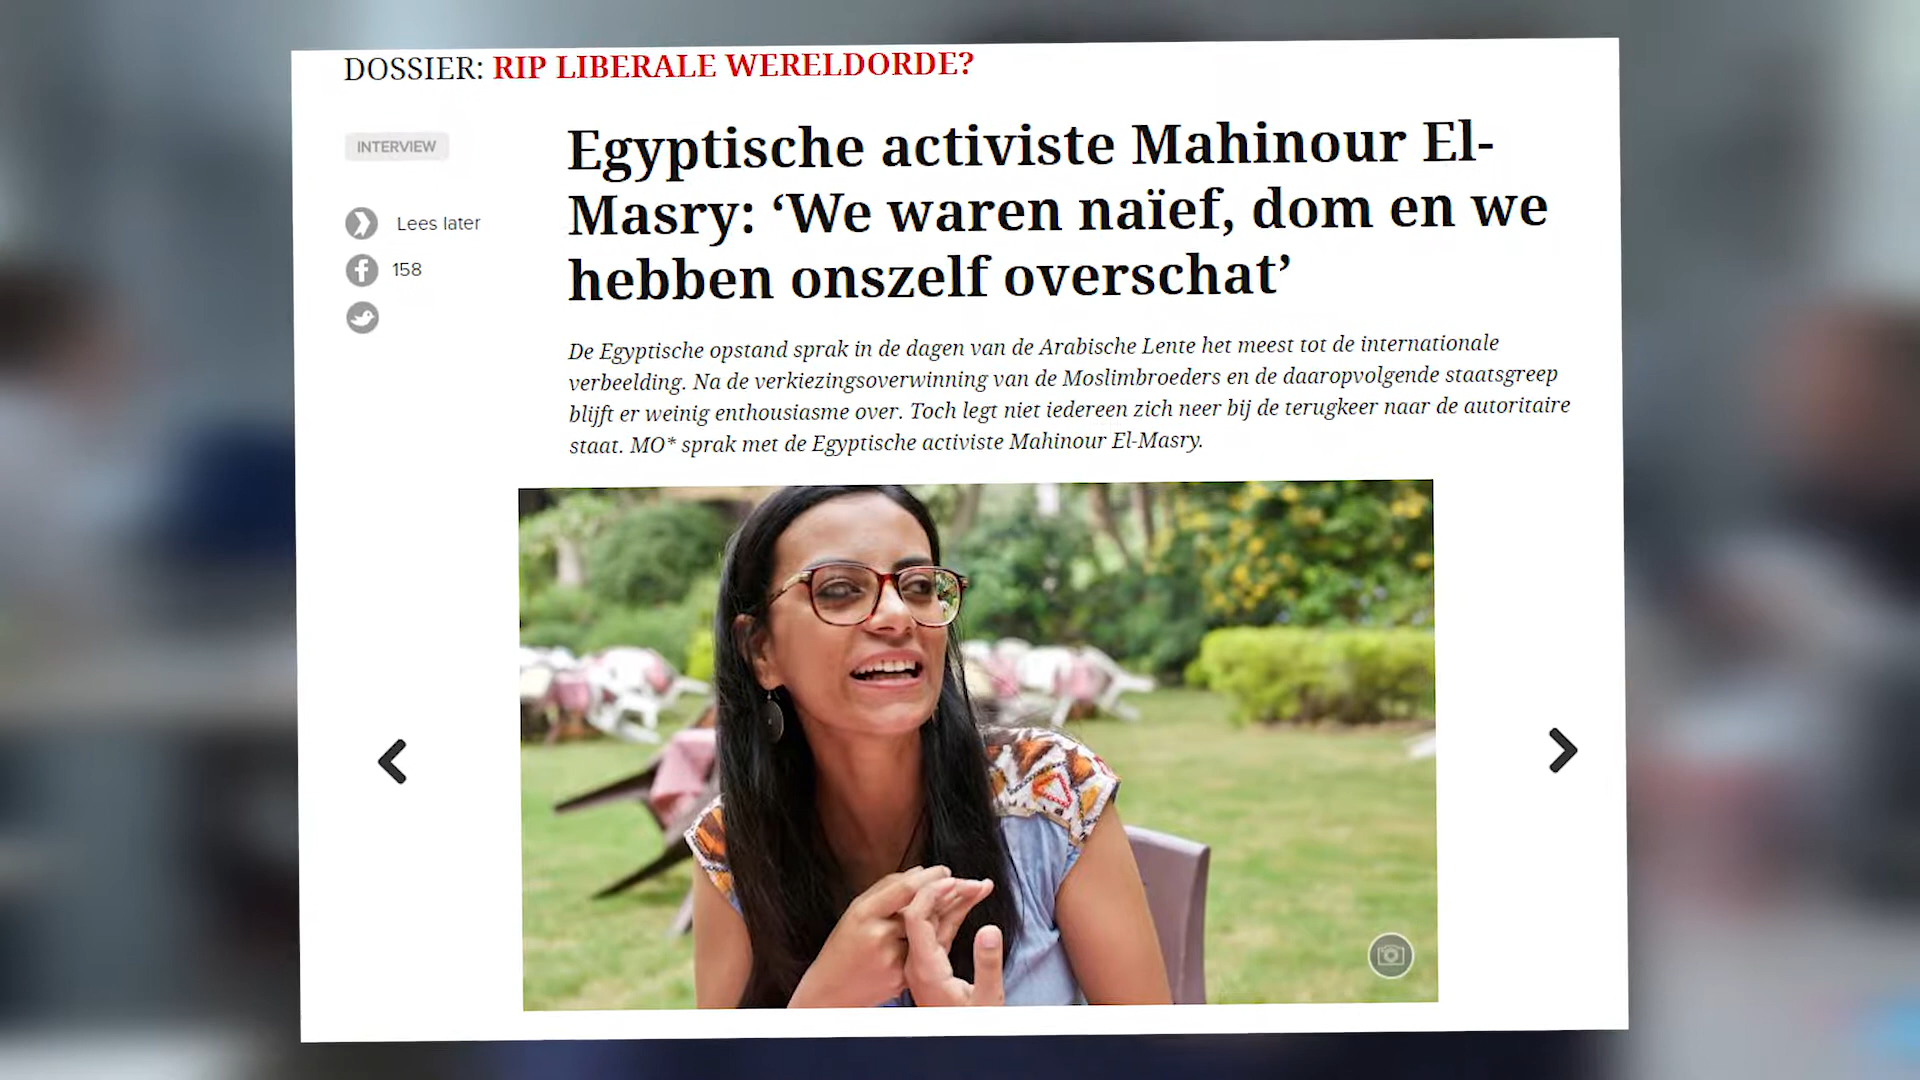 DOSSIER: RIP LIBERALE WERELDORDE?
INTERVIEW
Lees later
158
Egyptische activiste Mahinour El-
Masry: ‘We waren naïef, dom en we
hebben onszelf overschat’
De Egyptische opstand sprak in de dagen van de Arabische Lente het meest tot de internationale
verbeelding. Na de verkiezingsoverwinning van de Moslimbroeders en de daaropvolgende staatsgreep
blijft er weinig enthousiasme over. Toch legt niet iedereen zich neer bij de terugkeer naar de autoritaire
staat. MO* sprak met de Egyptische activiste Mahinour El-Masry.